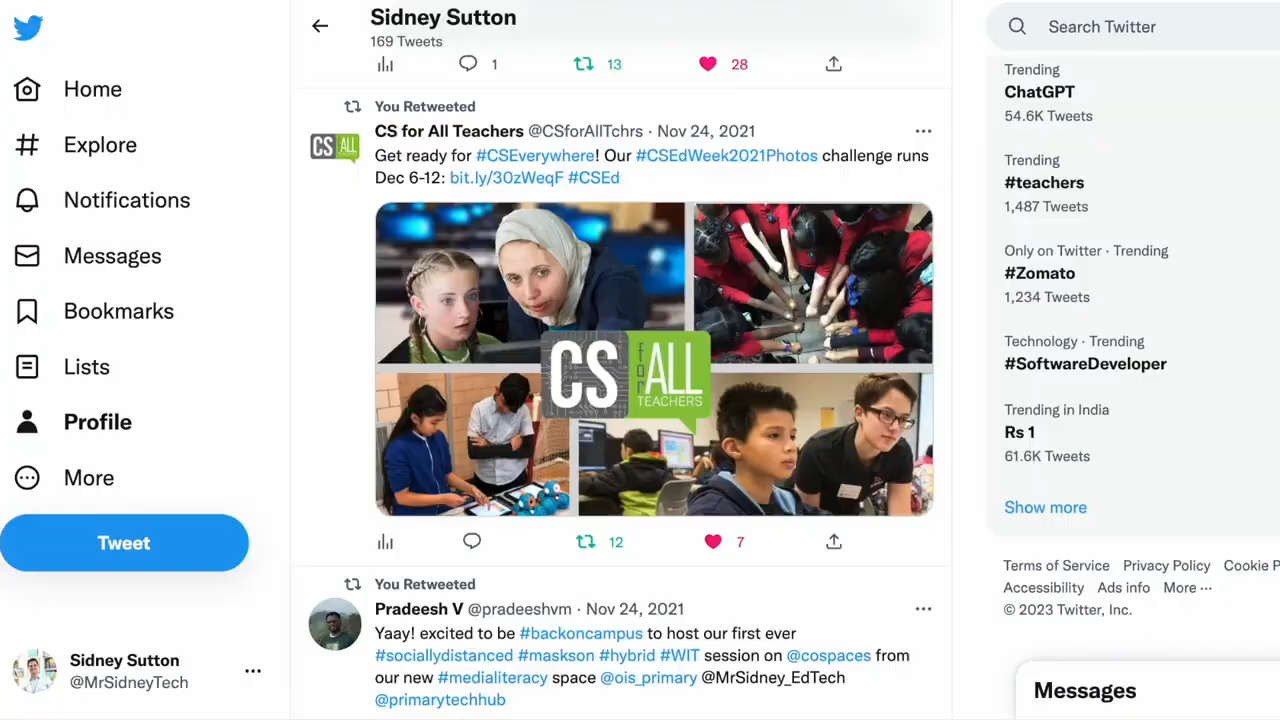 Sidney Sutton
169 Tweets
1
13
28
Home
Explore
Notifications
Messages
Bookmarks
Lists
Profile
More
Tweet
Sidney Sutton
@MrSidneyTech
You Retweeted
CS for All Teachers @CSforAllTchrs · Nov 24, 2021
Get ready for #CSEverywhere! Our #CSEdWeek2021Photos challenge runs
Dec 6-12: bit.ly/30zWeqF #CSEd
CS ALL
CS for ALL
TEACHERS
12
7
You Retweeted
Pradeesh V @pradeeshvm · Nov 24, 2021
Yaay! excited to be #backoncampus to host our first ever
#sociallydistanced #maskson #hybrid #WIT session on @cospaces from
our new #medialiteracy space @ois_primary @MrSidney_EdTech
@primarytechhub
Search Twitter
Trending
ChatGPT
54.6K Tweets
Trending
#teachers
1,487 Tweets
Only on Twitter · Trending
#Zomato
1,234 Tweets
Technology · Trending
#SoftwareDeveloper
Trending in India
Rs 1
61.6K Tweets
Show more
Terms of Service Privacy Policy Cookie P
Accessibility Ads info More ···
© 2023 Twitter, Inc.
Messages